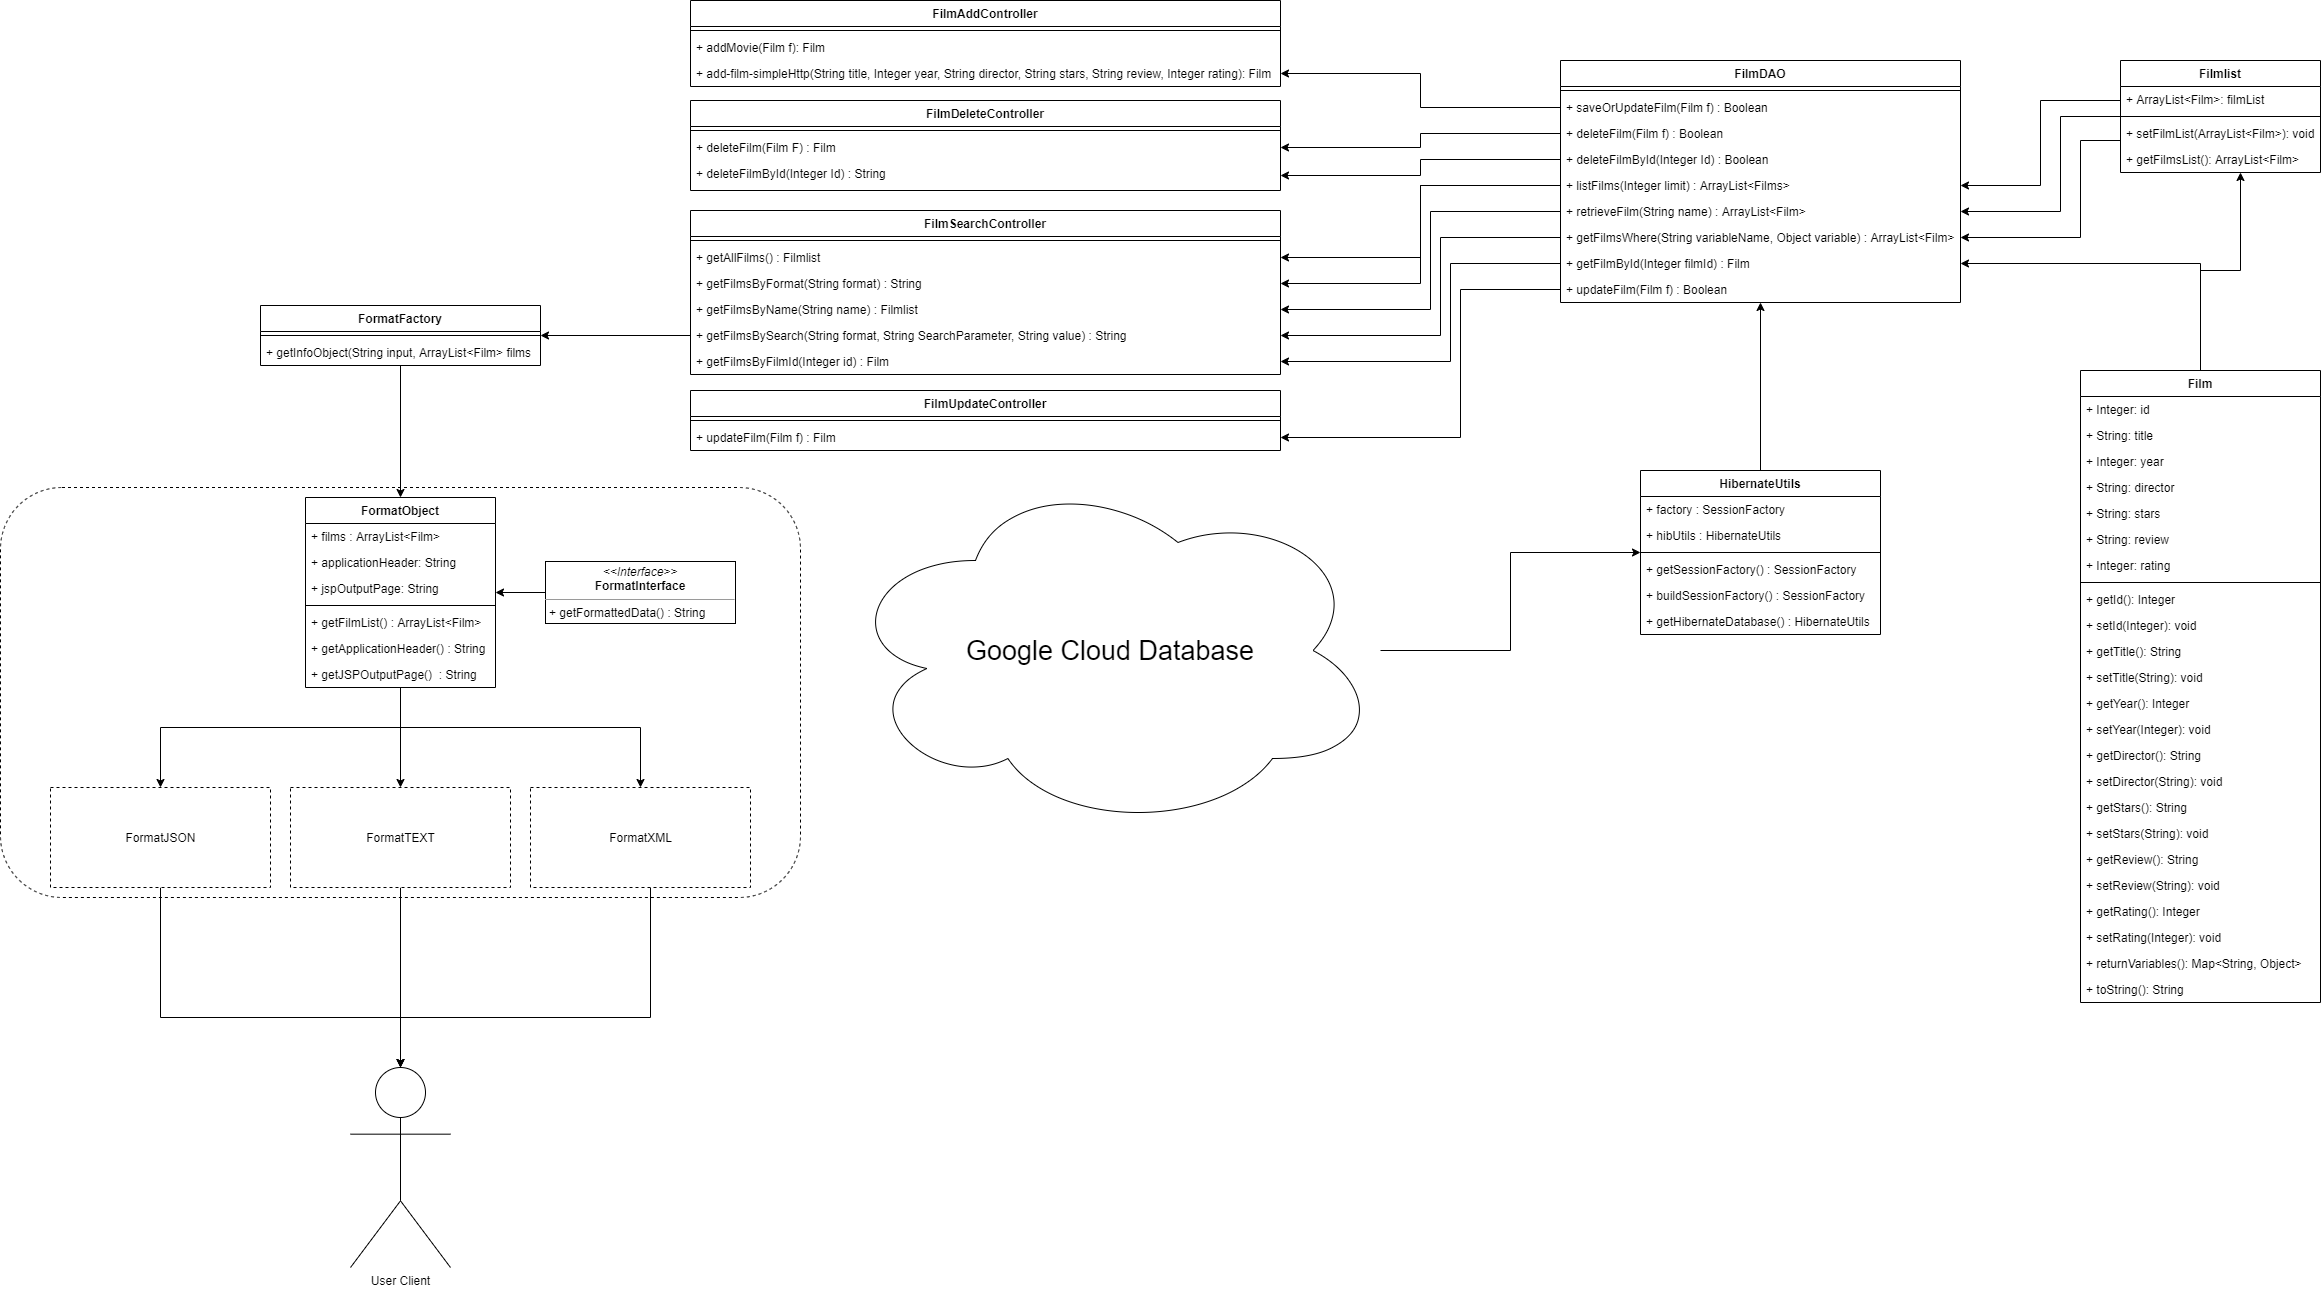 FilmAddController
+ addMovie(Film f): Film
+ add-film-simpleHttp(String title, Integer year, String director, String stars, String review, Integer rating): Film
FilmDeleteController
+ deleteFilm(Film F) : Film
+ deleteFilmById(Integer Id) : String
FilmSearchController
+ getAllFilms() : Filmlist
+ getFilmsByFormat(String format) : String
+ getFilmsByName(String name) : Filmlist
+ getFilmsBySearch(String format, String SearchParameter, String value) : String
+ getFilmsByFilmId(Integer id) : Film
FilmUpdateController
+ updateFilm(Film f) : Film
FilmDAO
+ saveOrUpdateFilm(Film f) : Boolean
+ deleteFilm(Film f) : Boolean
+ deleteFilmById(Integer Id) : Boolean
+ listFilms(Integer limit) : ArrayList<Films>
+ retrieveFilm(String name) : ArrayList<Film>
+ getFilmsWhere(String variableName, Object variable) : ArrayList<Film>
+ getFilmById(Integer filmId) : Film
+ updateFilm(Film f) : Boolean
Filmlist
+ ArrayList<Film>: filmList
+ setFilmList(ArrayList<Film>): void
+ getFilmsList(): ArrayList<Film>
FormatFactory
+ getInfoObject(String input, ArrayList<Film> films
Film
+ Integer: id
+ String: title
+ Integer: year
+ String: director
+ String: stars
+ String: review
+ Integer: rating
+ getId(): Integer
+ setId(Integer): void
+ getTitle(): String
+ setTitle(String): void
+ getYear(): Integer
+ setYear(Integer): void
+ getDirector(): String
+ setDirector(String): void
+ getStars(): String
+ setStars(String): void
+ getReview(): String
+ setReview(String): void
+ getRating(): Integer
+ setRating(Integer): void
+ returnVariables(): Map<String, Object>
+ toString(): String
HibernateUtils
+ factory : SessionFactory
+ hibUtils : HibernateUtils
+ getSessionFactory() : SessionFactory
+ buildSessionFactory() : SessionFactory
+ getHibernateDatabase() : HibernateUtils
Google Cloud Database
FormatObject
+ films : ArrayList<Film>
+ applicationHeader: String
+ jspOutputPage: String
+ getFilmList() : ArrayList<Film>
+ getApplicationHeader() : String
+ getJSPOutputPage() : String
<<Interface>>
FormatInterface
+ getFormattedData() : String
FormatJSON
FormatTEXT
FormatXML
User Client